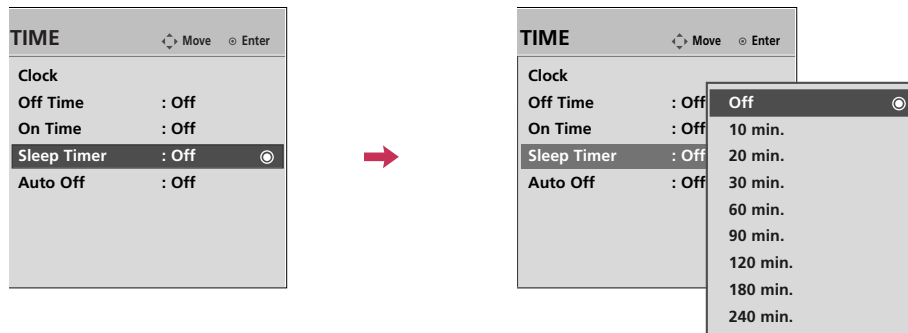 TIME Move Enter
Clock
Off Time : Off
On Time : Off
Sleep Timer : Off
Auto Off : Off
TIME Move Enter
Clock
Off Time : Off
On Time : Off
Sleep Timer : Off
Auto Off : Off
Off
10 min.
20 min.
30 min.
60 min.
90 min.
120 min.
180 min.
240 min.